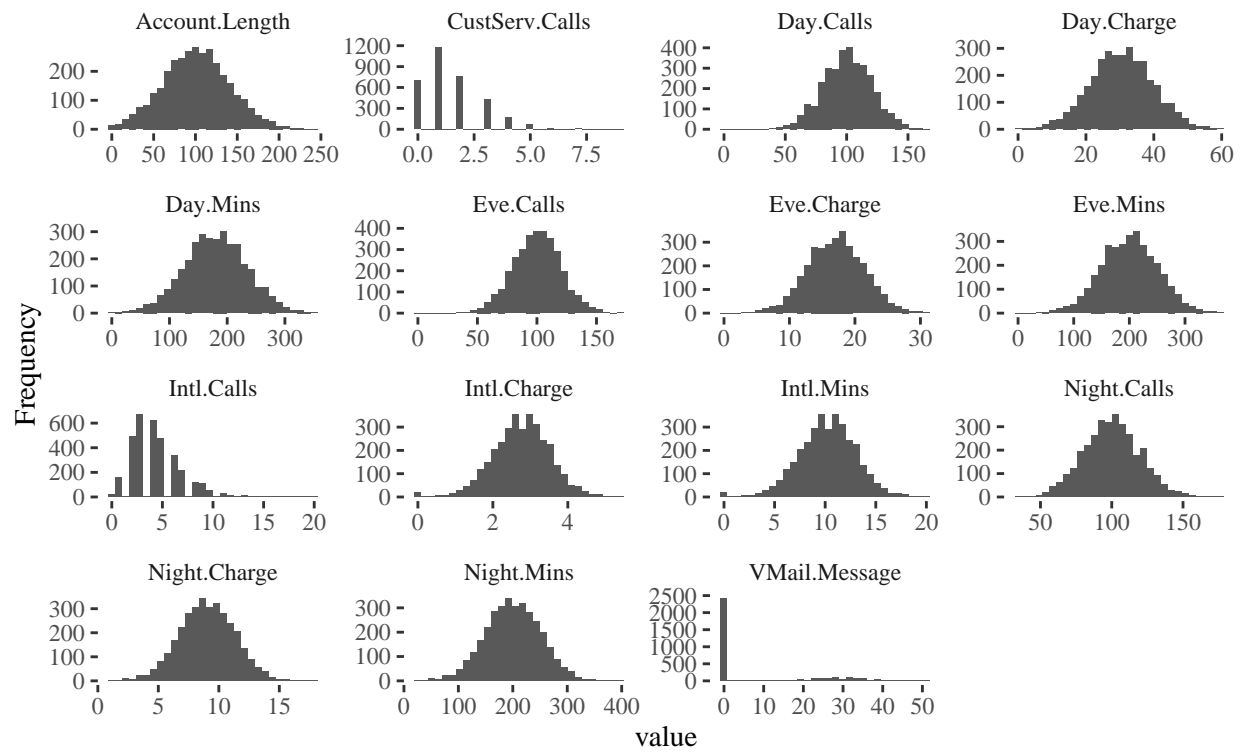 Account.Length
CustServ.Calls
Day.Calls
Day.Charge
200
100
0
0 50 100 150 200 250
1200
900
600
300
0
0.0 2.5 5.0 7.5
400
300
200
100
0
0 50 100 150
300
200
100
0
0 20 40 60
Day.Mins
Eve.Calls
Eve.Charge
Eve.Mins
300
200
100
0
0 100 200 300
400
300
200
100
0
0 50 100 150
300
200
100
0
0 10 20 30
300
200
100
0
0 100 200 300
Frequency
Intl.Calls
Intl.Charge
Intl.Mins
Night.Calls
600
400
200
0
0 5 10 15 20
300
200
100
0
0 2 4
300
200
100
0
0 5 10 15 20
300
200
100
0
50 100 150
Night.Charge
Night.Mins
VMail.Message
300
200
100
0
0 5 10 15
300
200
100
0
0 100 200 300 400
2500
2000
1500
1000
500
0
0 10 20 30 40 50
value